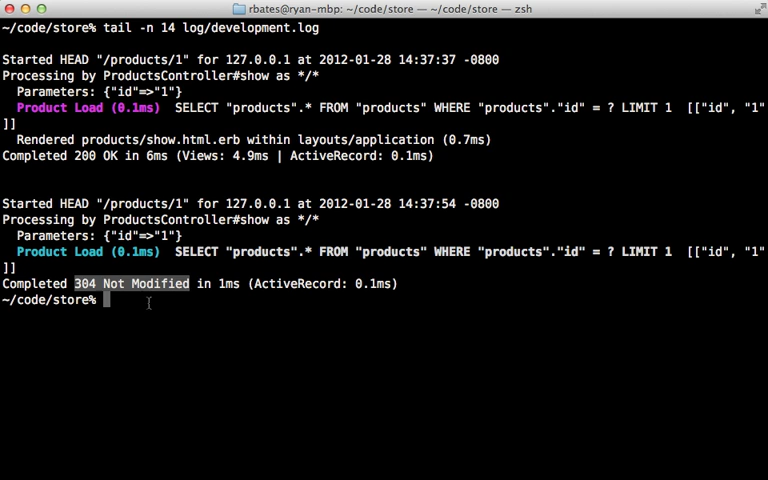 rbates@ryan-mbp: ~/code/store — ~/code/store — zsh
~/code/store% tail -n 14 log/development.log
Started HEAD "/products/1" for 127.0.0.1 at 2012-01-28 14:37:37 -0800
Processing by ProductsController#show as */*
  Parameters: {"id"=>"1"}
  Product Load (0.1ms)  SELECT "products".* FROM "products" WHERE "products"."id" = ? LIMIT 1  [["id", "1"
]]
  Rendered products/show.html.erb within layouts/application (0.7ms)
Completed 200 OK in 6ms (Views: 4.9ms | ActiveRecord: 0.1ms)
Started HEAD "/products/1" for 127.0.0.1 at 2012-01-28 14:37:54 -0800
Processing by ProductsController#show as */*
  Parameters: {"id"=>"1"}
  Product Load (0.1ms)  SELECT "products".* FROM "products" WHERE "products"."id" = ? LIMIT 1  [["id", "1"
]]
Completed 304 Not Modified in 1ms (ActiveRecord: 0.1ms)
~/code/store%